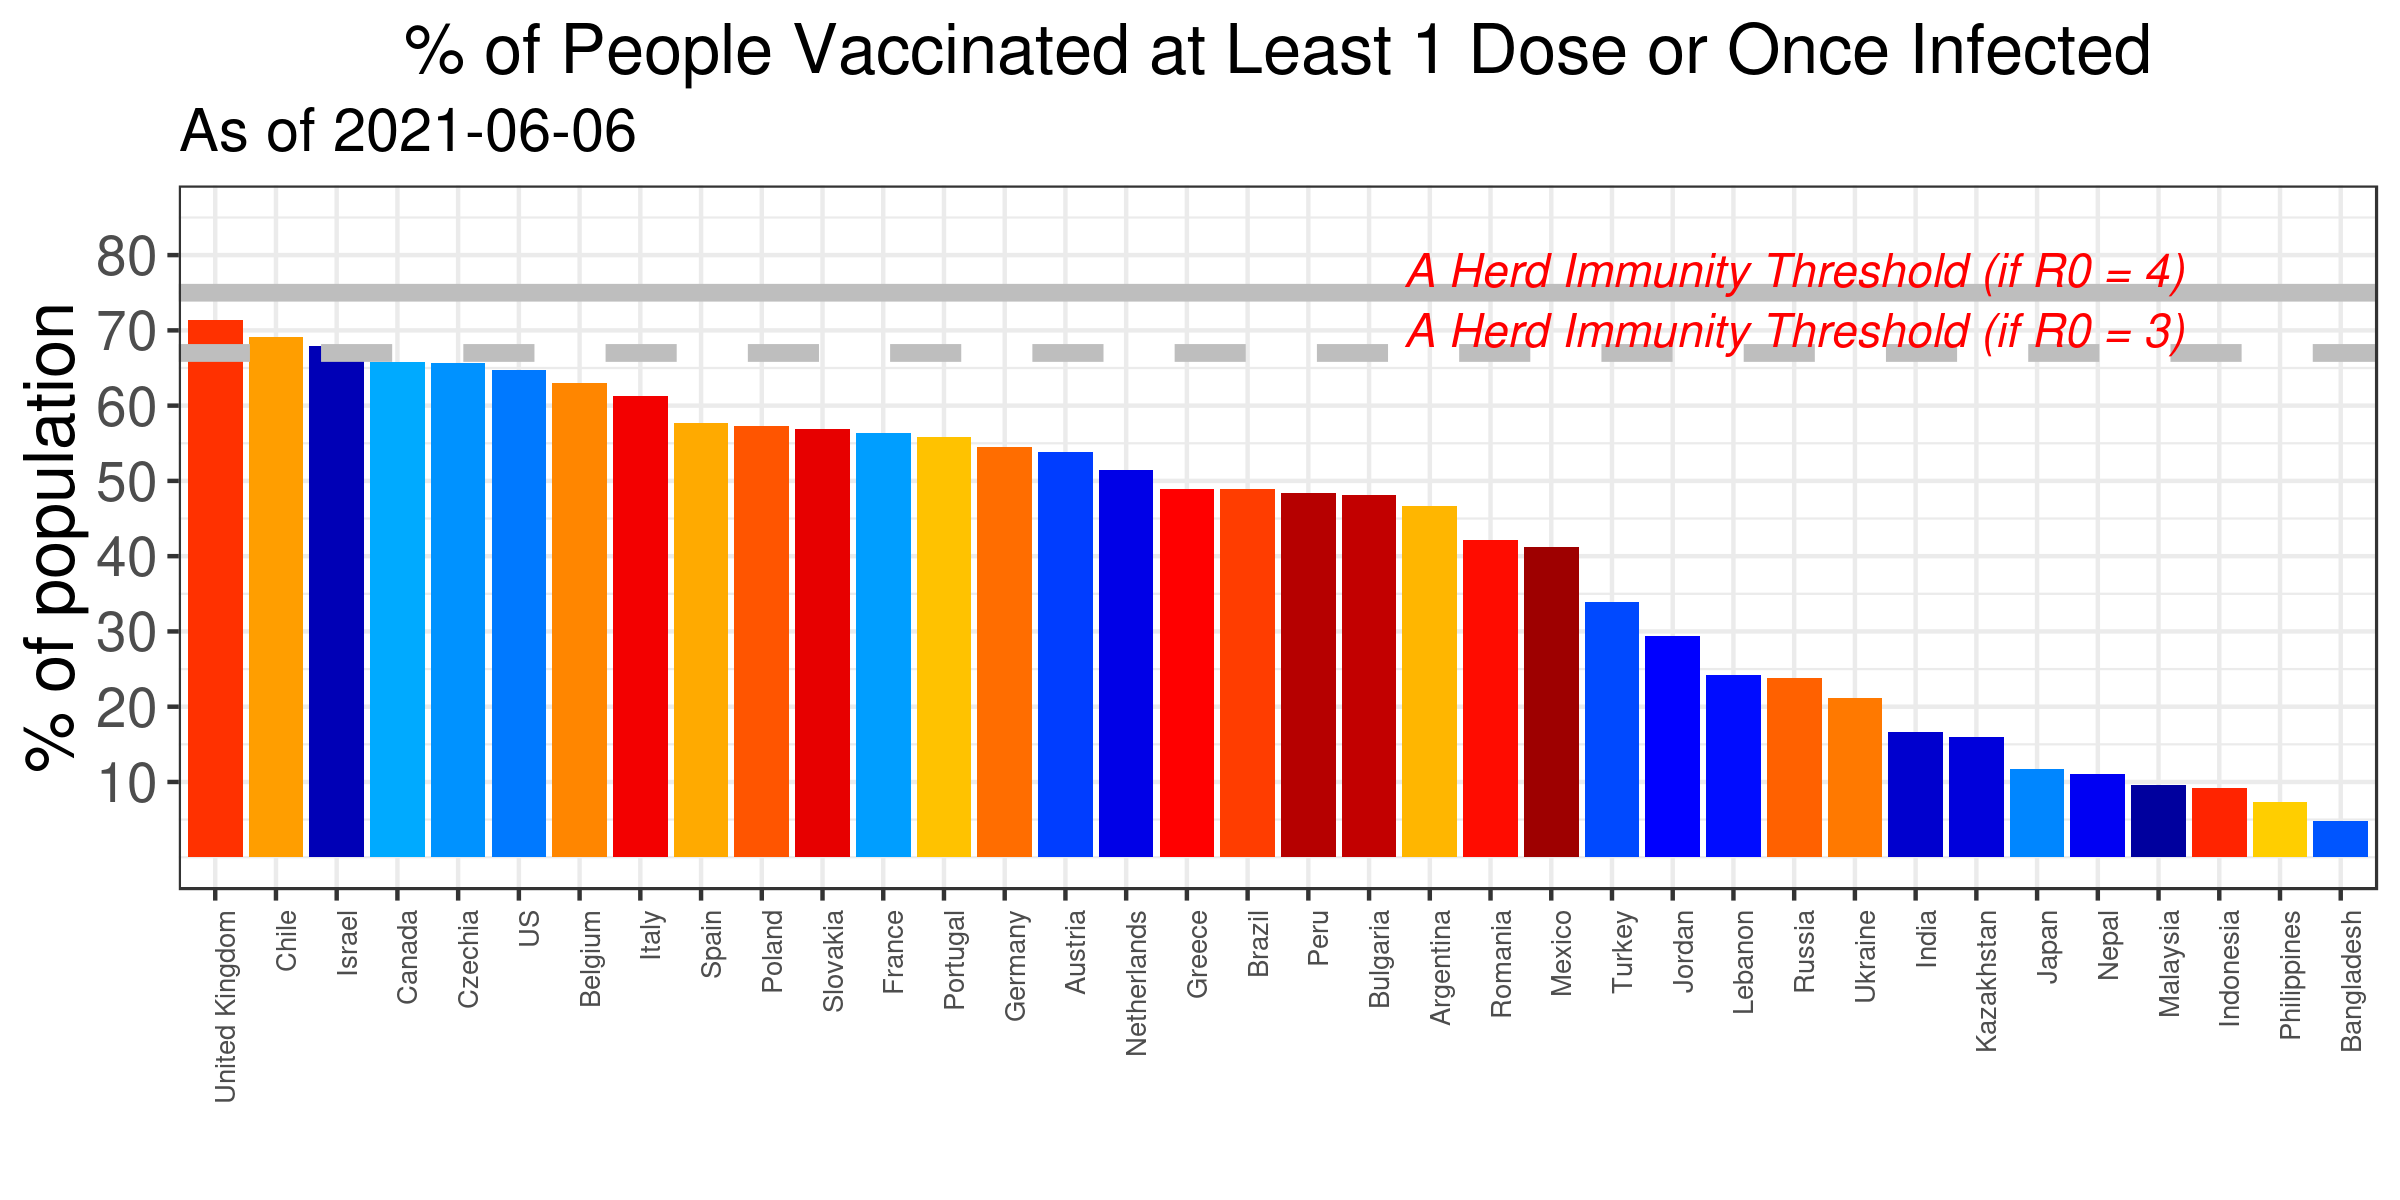 % of People Vaccinated at Least 1 Dose or Once Infected
As of 2021-06-06
% of population
80
70
60
50
40
30
20
10
A Herd Immunity Threshold (if R0 = 4)
A Herd Immunity Threshold (if R0 = 3)
United Kingdom
Chile
Israel
Canada
Czechia
US
Belgium
Italy
Spain
Poland
Slovakia
France
Portugal
Germany
Austria
Netherlands
Greece
Brazil
Peru
Bulgaria
Argentina
Romania
Mexico
Turkey
Jordan
Lebanon
Russia
Ukraine
India
Kazakhstan
Japan
Nepal
Malaysia
Indonesia
Philippines
Bangladesh